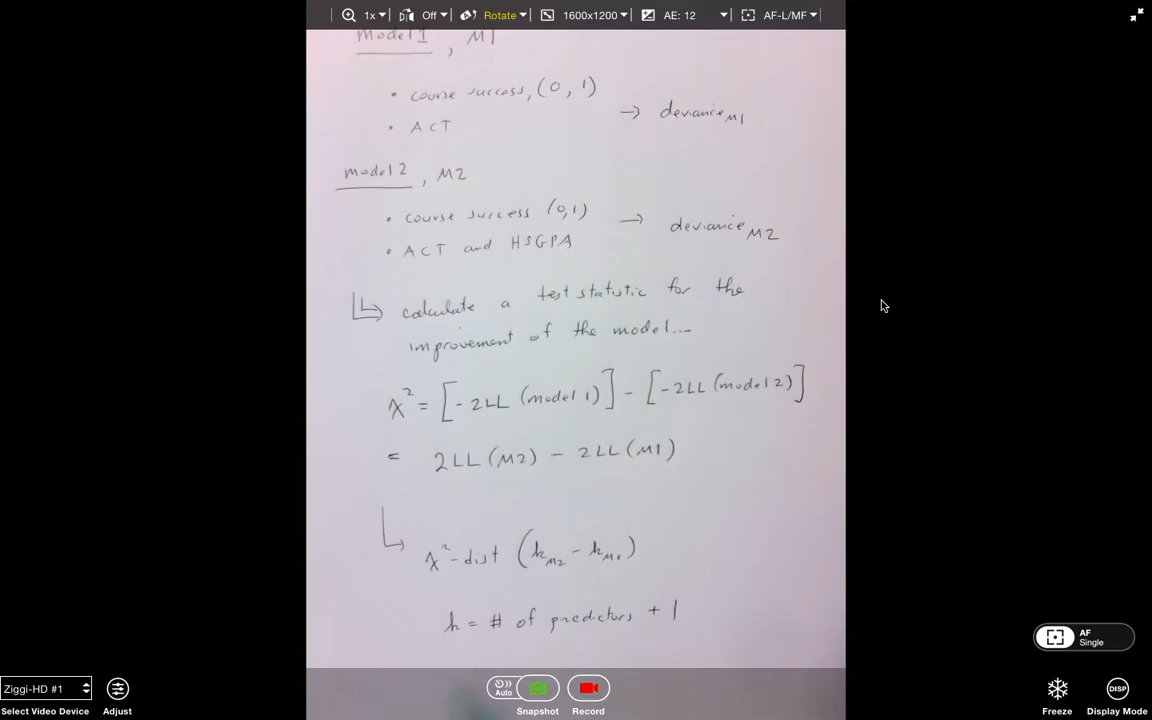 1x Off Rotate 1600x1200 AE: 12 AF-L/MF
Model 1, M1
• course success, (0, 1)
• ACT
→ deviance M1
Model 2, M2
• course success (0,1)
• ACT and HSGPA
→ deviance M2
calculate a test statistic for the
improvement of the model...
χ² = [-2LL (model 1)] - [-2LL (model 2)]
= 2LL (M2) - 2LL (M1)
χ²-dist (k M2 - k M1)
k = # of predictors + 1
AF
Single
Ziggi-HD #1
Select Video Device
Adjust
Auto
Snapshot
Record
Freeze
DISP
Display Mode